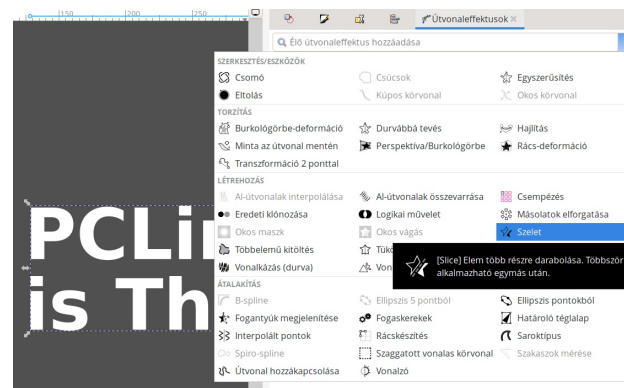 150 200 250
Útvonaleffektusok
Élő útvonaleffektus hozzáadása
SZERKESZTÉS/ESZKÖZÖK
Csomó Csúcsok Egyszerűsítés
Eltolás Kúpos körvonal Okos körvonal
TORZÍTÁS
Burkológörbe-deformáció Durvábbá tevés Hajlítás
Minta az útvonal mentén Perspektíva/Burkológörbe Rács-deformáció
Transzformáció 2 ponttal
LÉTREHOZÁS
Al-útvonalak interpolálása Al-útvonalak összevarrása Csempézés
Eredeti klónozása Logikai művelet Másolatok elforgatása
Okos maszk Okos vágás Szelet
Többelemű kitöltés Tükö
Vonalkázás (durva) Von
[Slice] Elem több részre darabolása. Többször
alkalmazható egymás után.
ÁTALAKÍTÁS
B-spline Ellipszis 5 pontból Ellipszis pontokból
Fogantyúk megjelenítése Fogaskerekek Határoló téglalap
Interpolált pontok Rácskészítés Saroktípus
Spiro-spline Szaggatott vonalas körvonal Szakaszok mérése
Útvonal hozzákapcsolása Vonalzó
PCLin
is Th